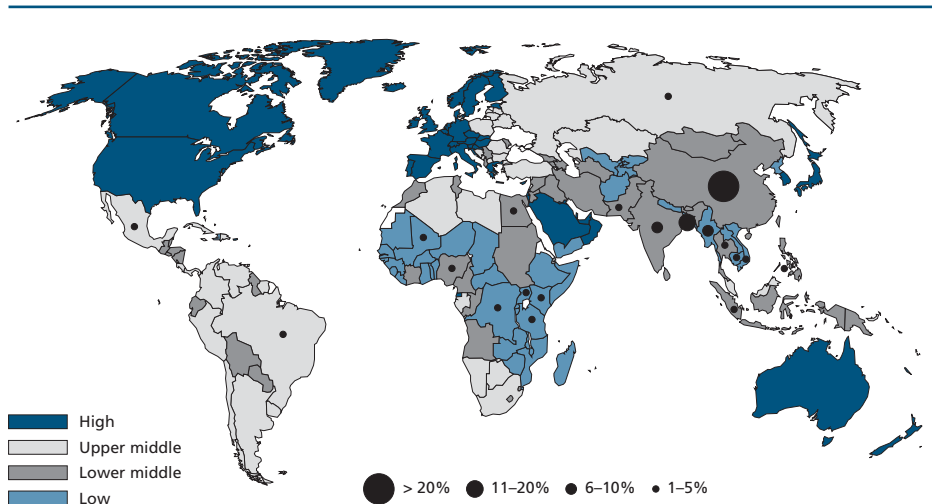 High
Upper middle
Lower middle
Low
> 20% 11–20% 6–10% 1–5%